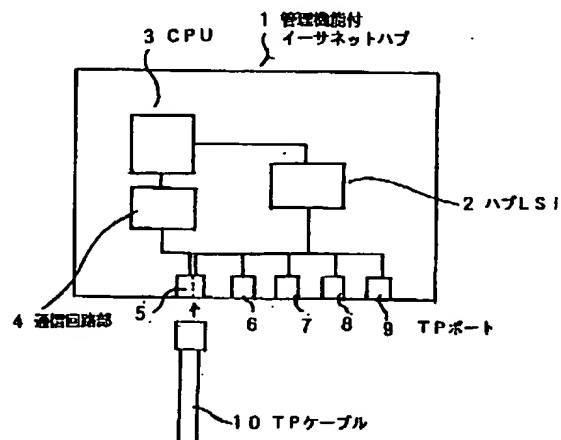 1 管理機能付
イーサネットハブ
3 CPU
2 ハブLSI
4 通信回路部
5
6
7
8
9 TPポート
10 TPケーブル